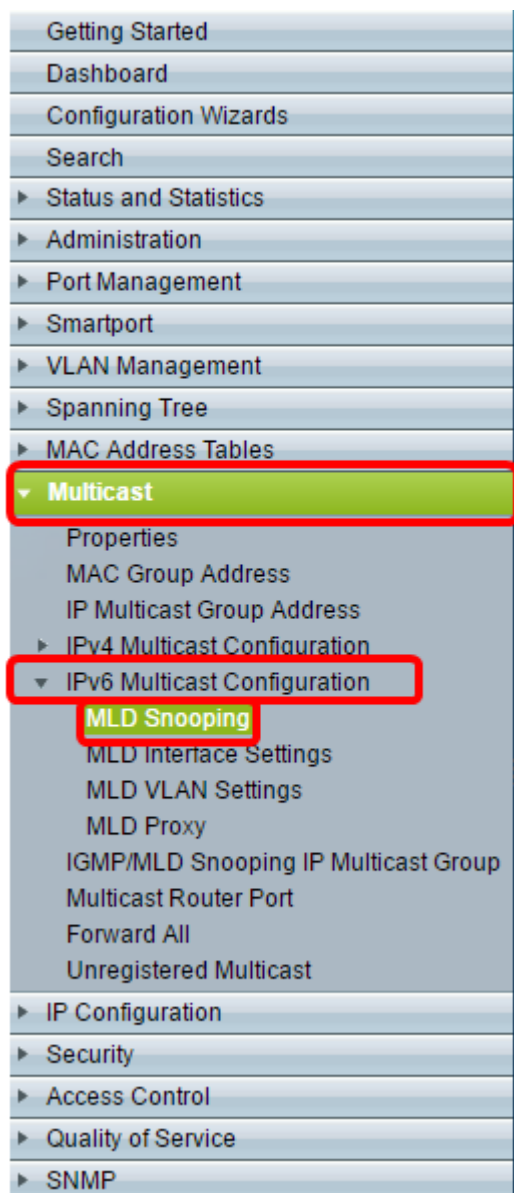 Getting Started
Dashboard
Configuration Wizards
Search
Status and Statistics
Administration
Port Management
Smartport
VLAN Management
Spanning Tree
MAC Address Tables
Multicast
Properties
MAC Group Address
IP Multicast Group Address
IPv4 Multicast Configuration
IPv6 Multicast Configuration
MLD Snooping
MLD Interface Settings
MLD VLAN Settings
MLD Proxy
IGMP/MLD Snooping IP Multicast Group
Multicast Router Port
Forward All
Unregistered Multicast
IP Configuration
Security
Access Control
Quality of Service
SNMP